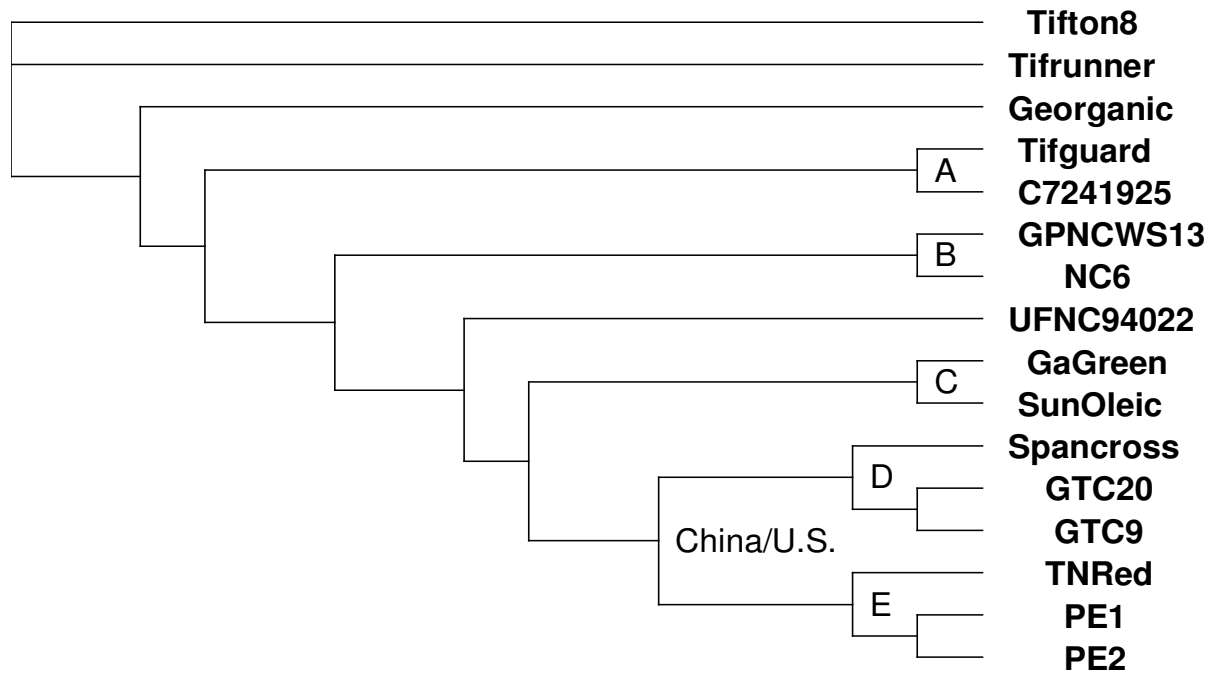 Tifton8
Tifrunner
Georganic
Tifguard
A
C7241925
GPNCWS13
B
NC6
UFNC94022
GaGreen
C
SunOleic
Spancross
D
GTC20
GTC9
China/U.S.
TNRed
E
PE1
PE2